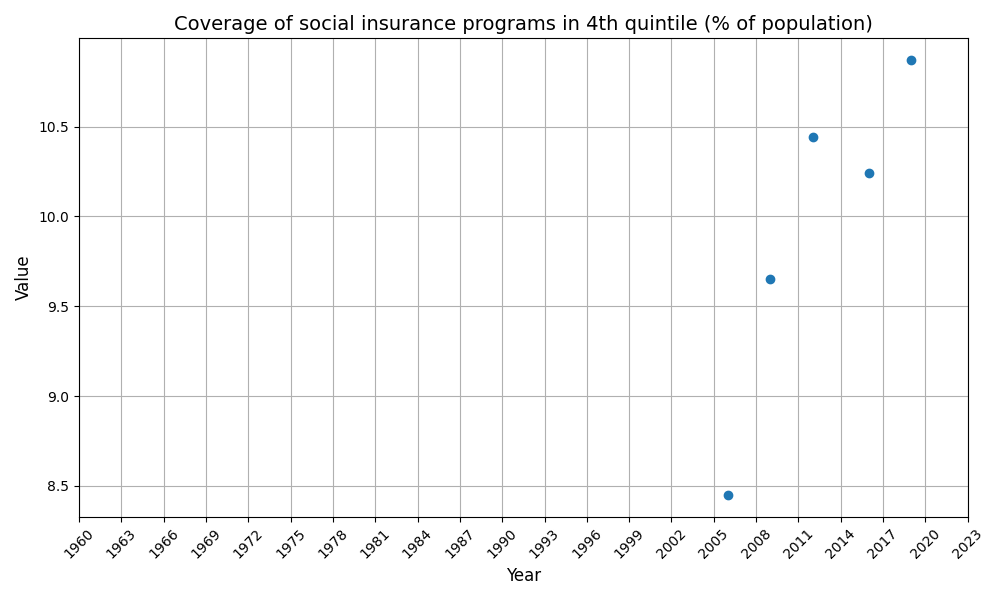 Coverage of social insurance programs in 4th quintile (% of population)
Value
10.5
10.0
9.5
9.0
8.5
1960 1963 1966 1969 1972 1975 1978 1981 1984 1987 1990 1993 1996 1999 2002 2005 2008 2011 2014 2017 2020 2023
Year